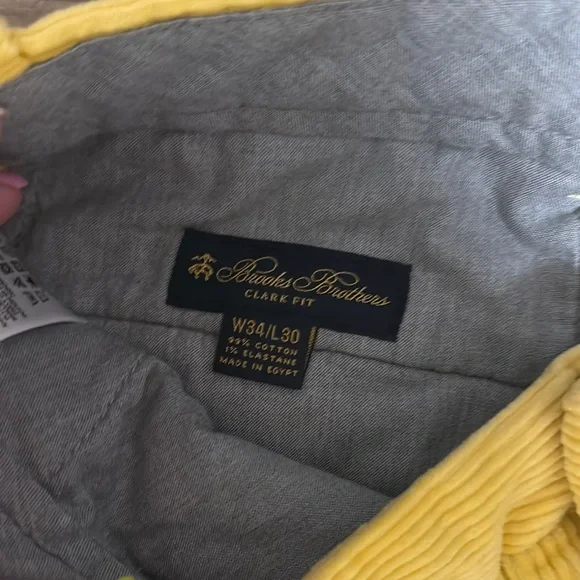 Brooks Brothers
CLARK FIT
W34/L30
99% COTTON
1% ELASTANE
MADE IN EGYPT